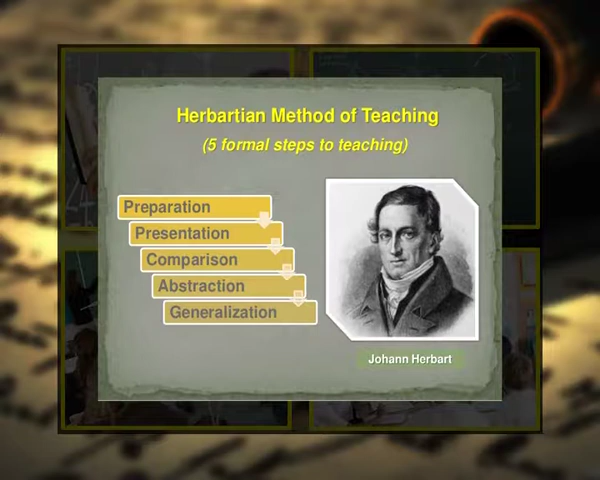 Herbartian Method of Teaching
(5 formal steps to teaching)
Preparation
Presentation
Comparison
Abstraction
Generalization
Johann Herbart